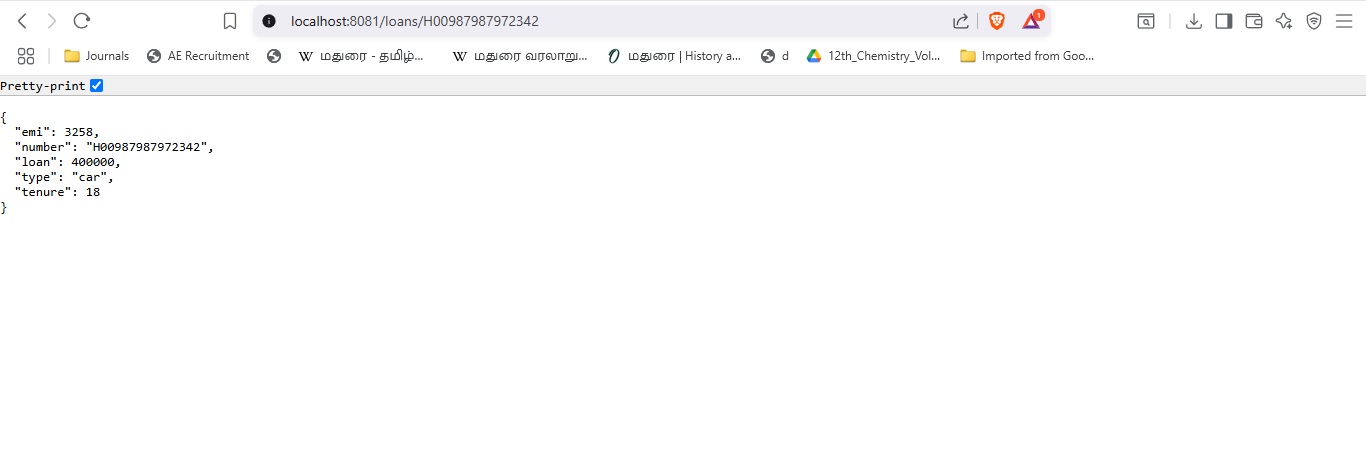 localhost:8081/loans/H00987987972342
1
Journals AE Recruitment மதுரை - தமிழ்... மதுரை வரலாறு... மதுரை | History a... d 12th_Chemistry_Vol... Imported from Goo...
Pretty-print
{
"emi": 3258,
"number": "H00987987972342",
"loan": 400000,
"type": "car",
"tenure": 18
}